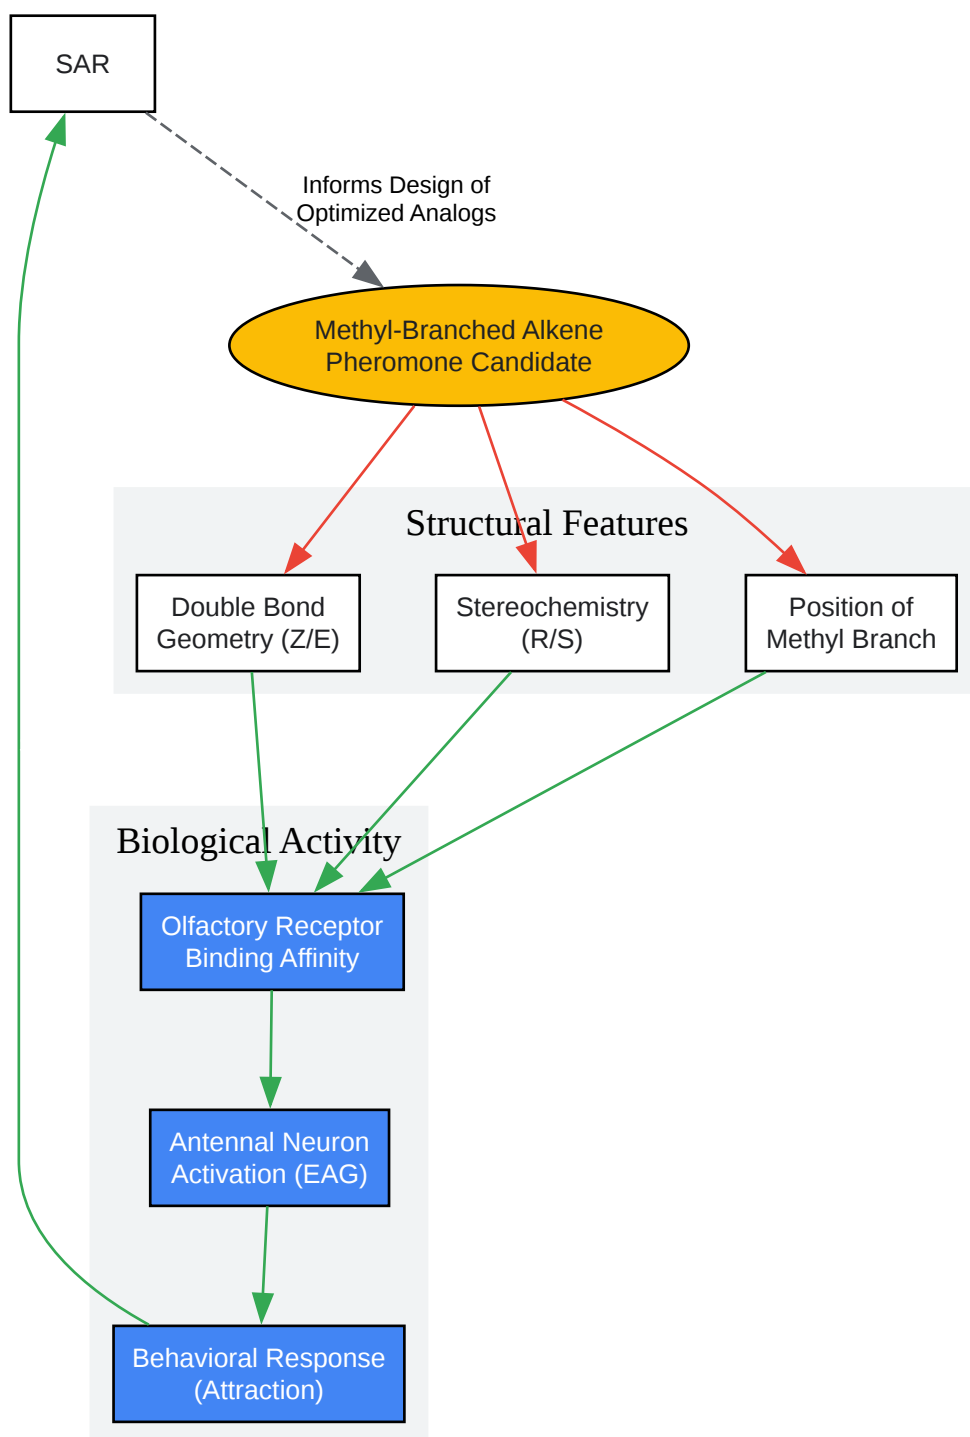 SAR
Informs Design of
Optimized Analogs
Methyl-Branched Alkene
Pheromone Candidate
Structural Features
Double Bond
Geometry (Z/E)
Stereochemistry
(R/S)
Position of
Methyl Branch
Biological Activity
Olfactory Receptor
Binding Affinity
Antennal Neuron
Activation (EAG)
Behavioral Response
(Attraction)